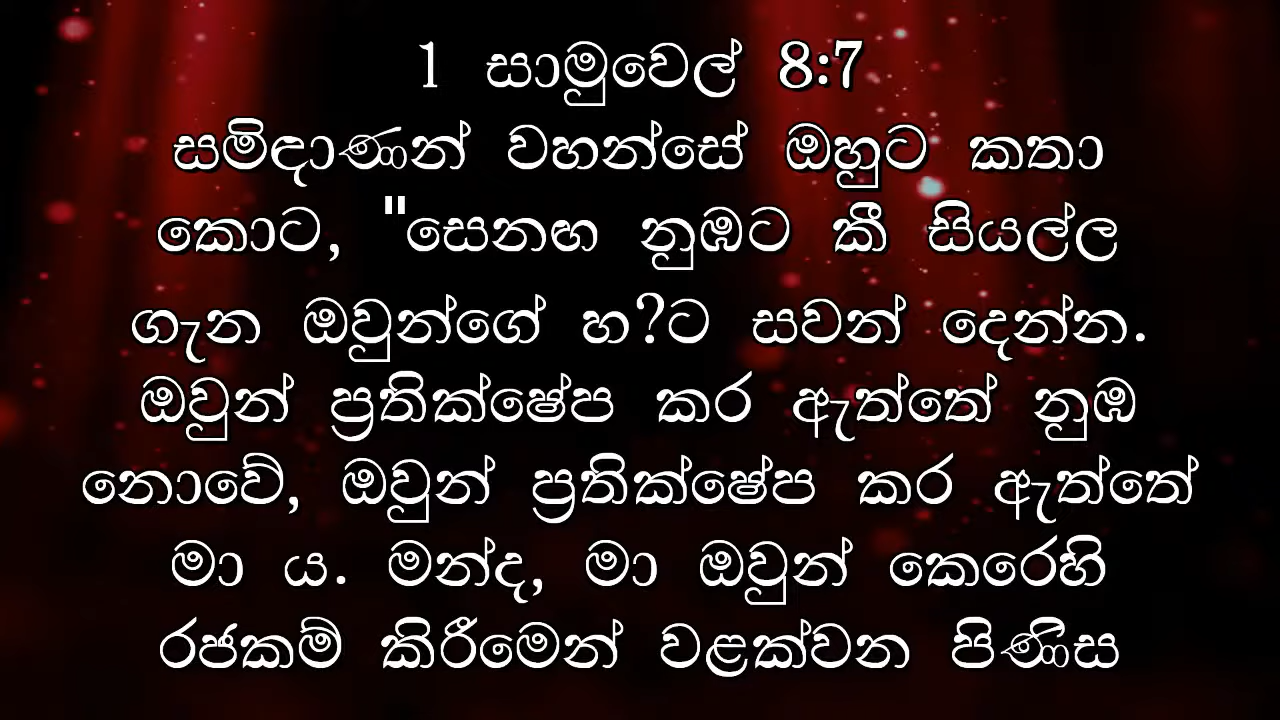 1 සාමුවෙල් 8:7
සමිඳාණන් වහන්සේ ඔහුට කතා
කොට, "සෙනඟ නුඹට කී සියල්ල
ගැන ඔවුන්ගේ හ?ට සවන් දෙන්න.
ඔවුන් ප්‍රතික්ෂේප කර ඇත්තේ නුඹ
නොවේ, ඔවුන් ප්‍රතික්ෂේප කර ඇත්තේ
මා ය. මන්ද, මා ඔවුන් කෙරෙහි
රජකම් කිරීමෙන් වළක්වන පිණිස